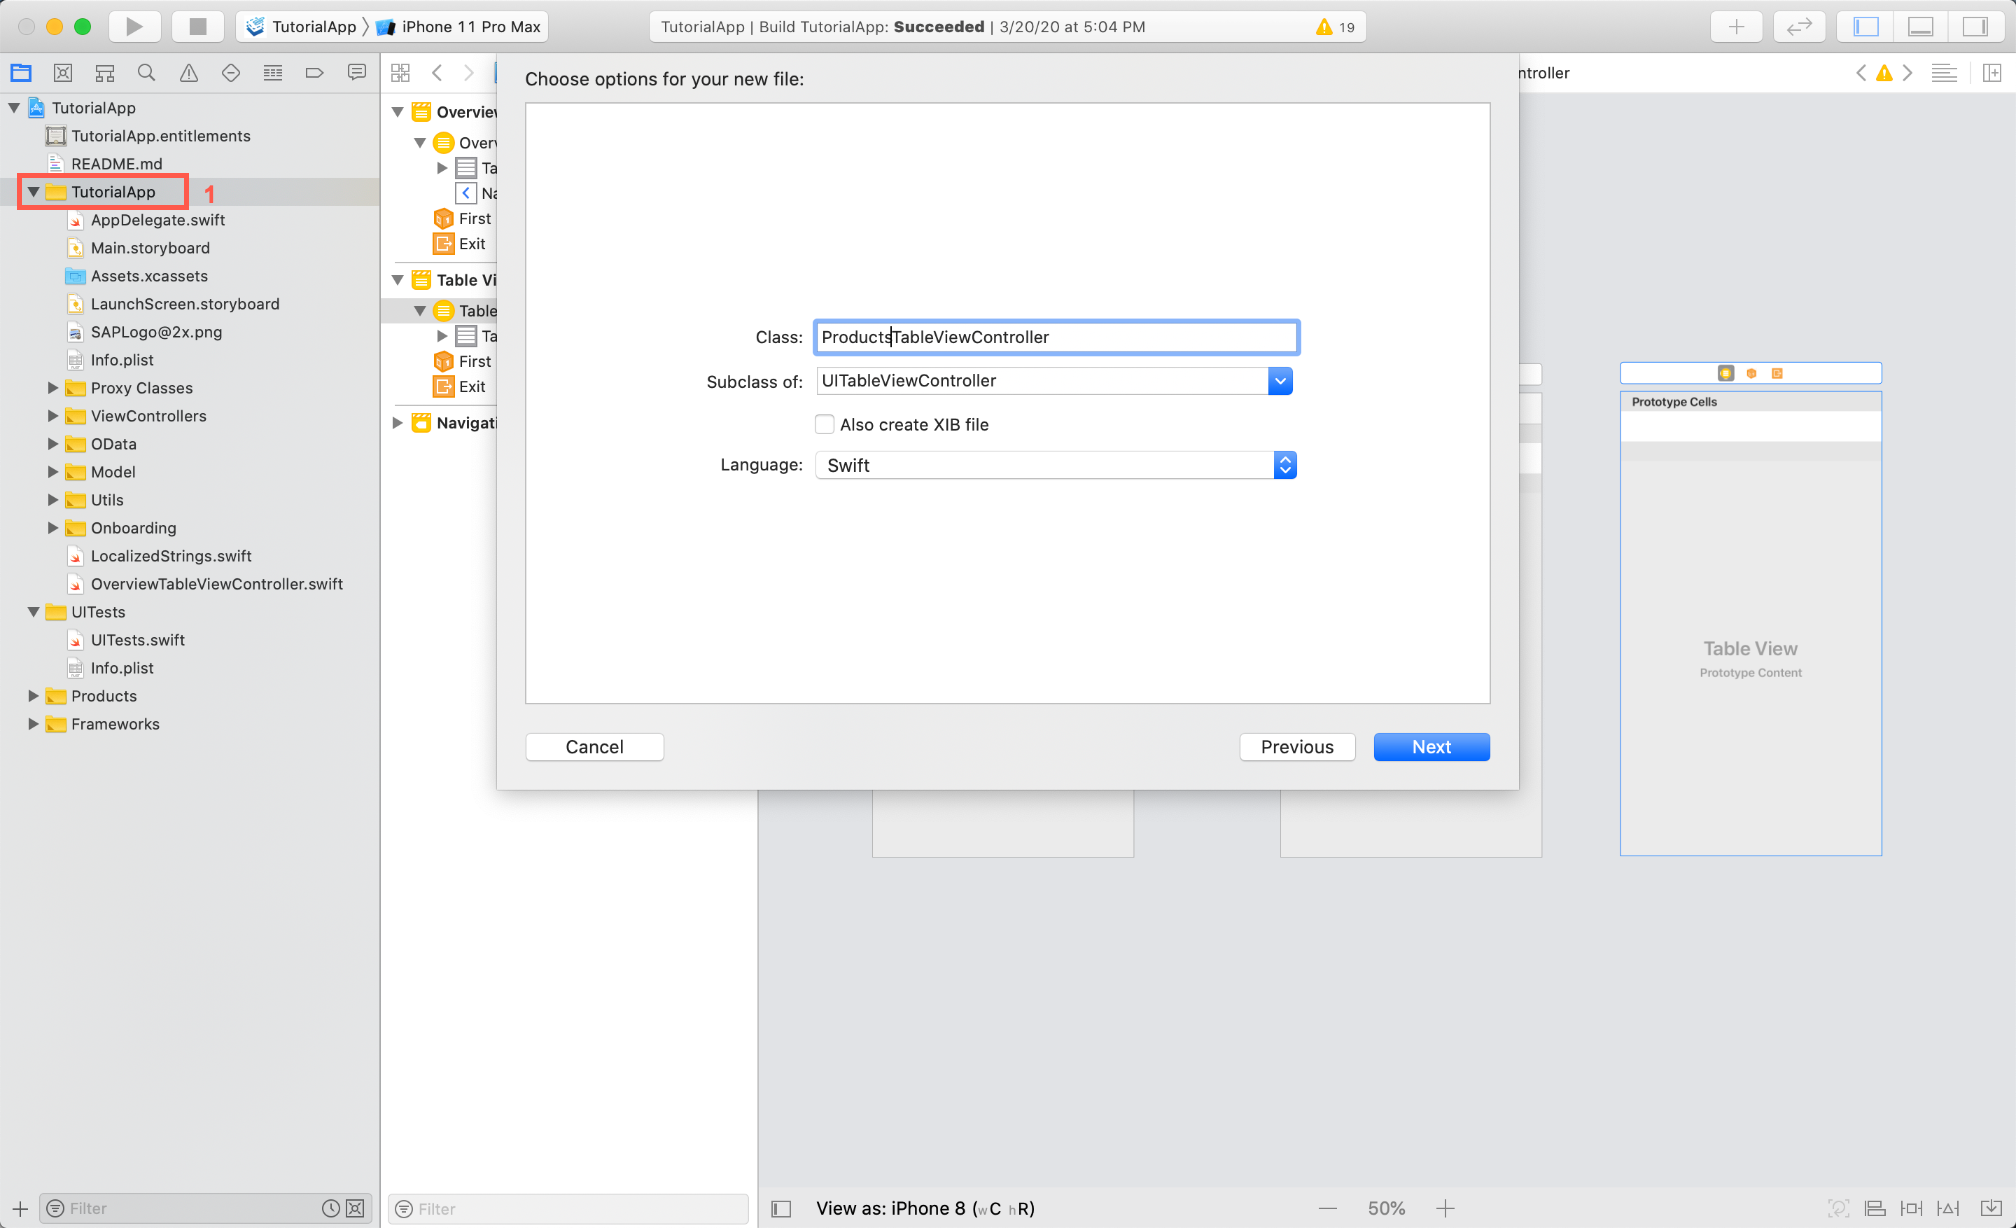 TutorialApp
iPhone 11 Pro Max
TutorialApp | Build TutorialApp: Succeeded | 3/20/20 at 5:04 PM
19
Choose options for your new file:
ntroller
TutorialApp
TutorialApp.entitlements
README.md
TutorialApp
1
AppDelegate.swift
Main.storyboard
Assets.xcassets
LaunchScreen.storyboard
SAPLogo@2x.png
Info.plist
Proxy Classes
ViewControllers
OData
Model
Utils
Onboarding
LocalizedStrings.swift
OverviewTableViewController.swift
UITests
UITests.swift
Info.plist
Products
Frameworks
Filter
Overview
Overv
Ta
Na
First
Exit
Table Vi
Table
Ta
First
Exit
Navigati
Filter
Class:
ProductsTableViewController
Subclass of:
UITableViewController
Also create XIB file
Language:
Swift
Cancel
Previous
Next
Prototype Cells
Table View
Prototype Content
View as: iPhone 8 (wC hR)
50%